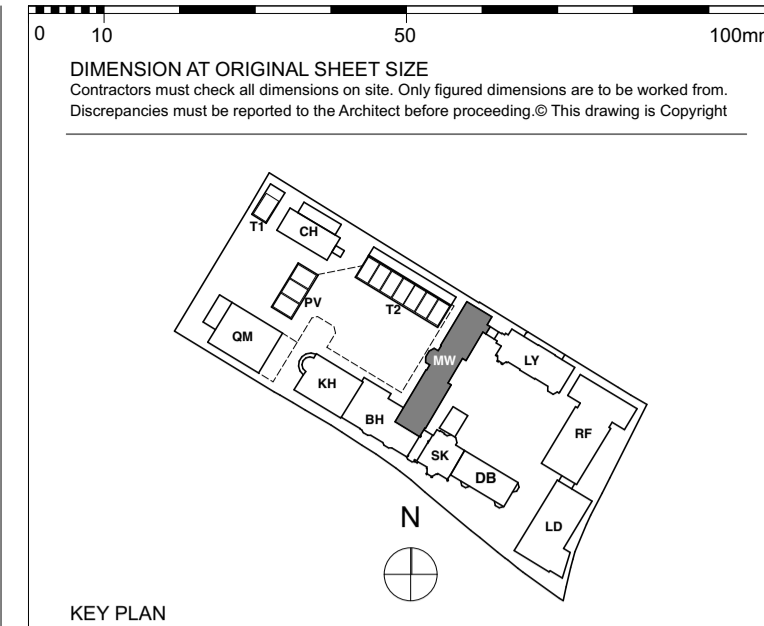 0 10 50 100mm
DIMENSION AT ORIGINAL SHEET SIZE
Contractors must check all dimensions on site. Only figured dimensions are to be worked from.
Discrepancies must be reported to the Architect before proceeding.© This drawing is Copyright
T1
CH
PV
T2
QM
MW
LY
KH
BH
RF
SK
DB
LD
N
KEY PLAN